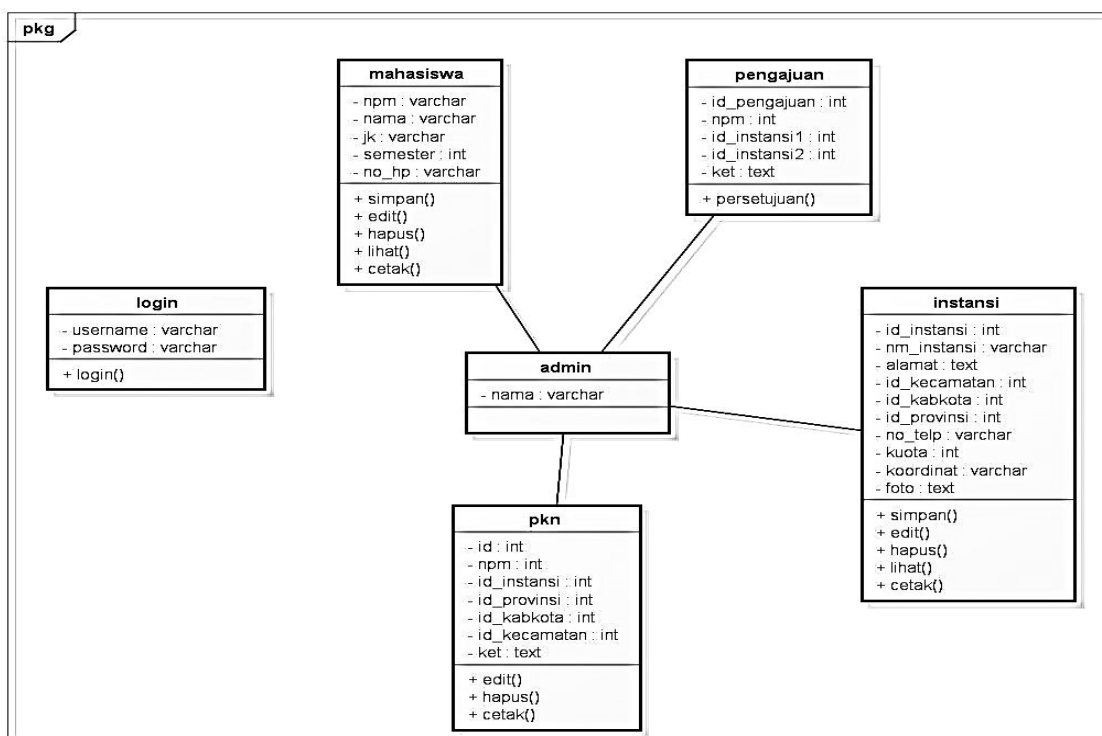 pkg
mahasiswa
- npm : varchar
- nama : varchar
- jk : varchar
- semester : int
- no_hp : varchar
+ simpan()
+ edit()
+ hapus()
+ lihat()
+ cetak()
pengajuan
- id_pengajuan : int
- npm : int
- id_instansi1 : int
- id_instansi2 : int
- ket : text
+ persetujuan()
login
- username : varchar
- password : varchar
+ login()
admin
- nama : varchar
instansi
- id_instansi : int
- nm_instansi : varchar
- alamat : text
- id_kecamatan : int
- id_kabkota : int
- id_provinsi : int
- no_telp : varchar
- kuota : int
- koordinat : varchar
- foto : text
+ simpan()
+ edit()
+ hapus()
+ lihat()
+ cetak()
pkn
- id : int
- npm : int
- id_instansi : int
- id_provinsi : int
- id_kabkota : int
- id_kecamatan : int
- ket : text
+ edit()
+ hapus()
+ cetak()